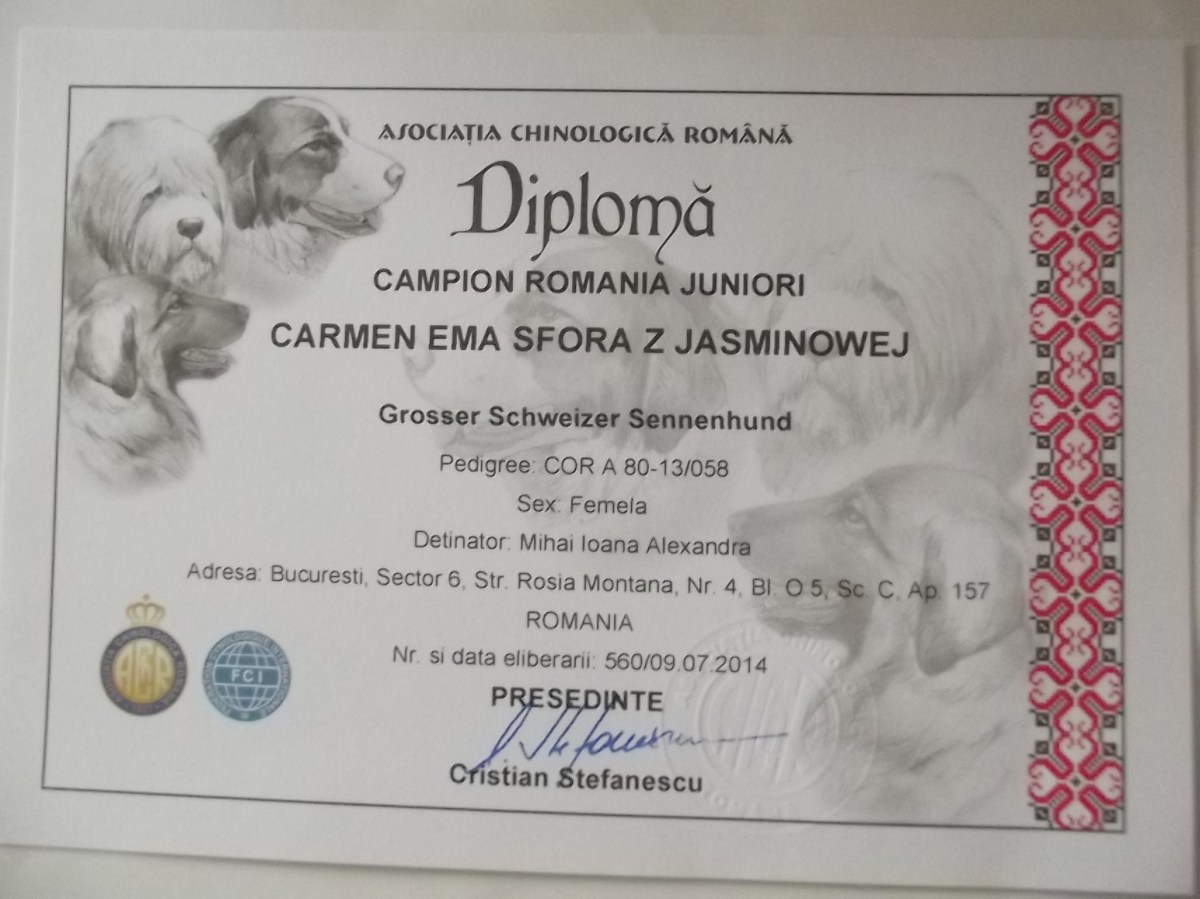 ASOCIAȚIA CHINOLOGICĂ ROMÂNĂ
Diplomă
CAMPION ROMANIA JUNIORI
CARMEN EMA SFORA Z JASMINOWEJ
Grosser Schweizer Sennenhund
Pedigree: COR A 80-13/058
Sex: Femela
Detinator: Mihai Ioana Alexandra
Adresa: Bucuresti, Sector 6, Str. Rosia Montana, Nr. 4, Bl. O 5, Sc. C, Ap. 157
ROMANIA
Nr. si data eliberarii: 560/09.07.2014
PRESEDINTE
Cristian Stefanescu
ACR
FCI